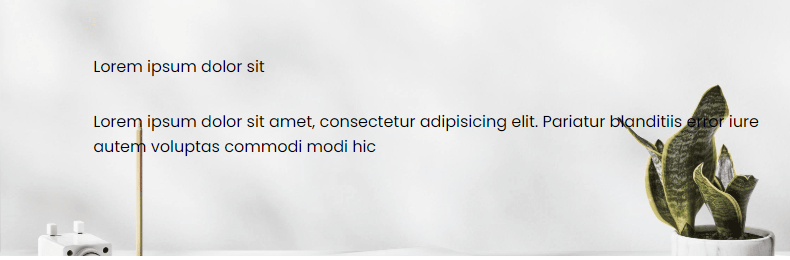 Lorem ipsum dolor sit
Lorem ipsum dolor sit amet, consectetur adipisicing elit. Pariatur blanditiis error iure
autem voluptas commodi modi hic